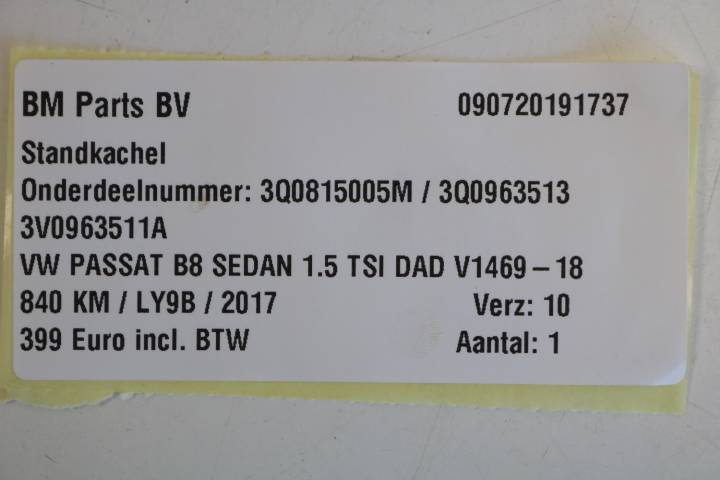 BM Parts BV 090720191737
Standkachel
Onderdeelnummer: 3Q0815005M / 3Q0963513
3V0963511A
VW PASSAT B8 SEDAN 1.5 TSI DAD V1469 – 18
840 KM / LY9B / 2017 Verz: 10
399 Euro incl. BTW Aantal: 1